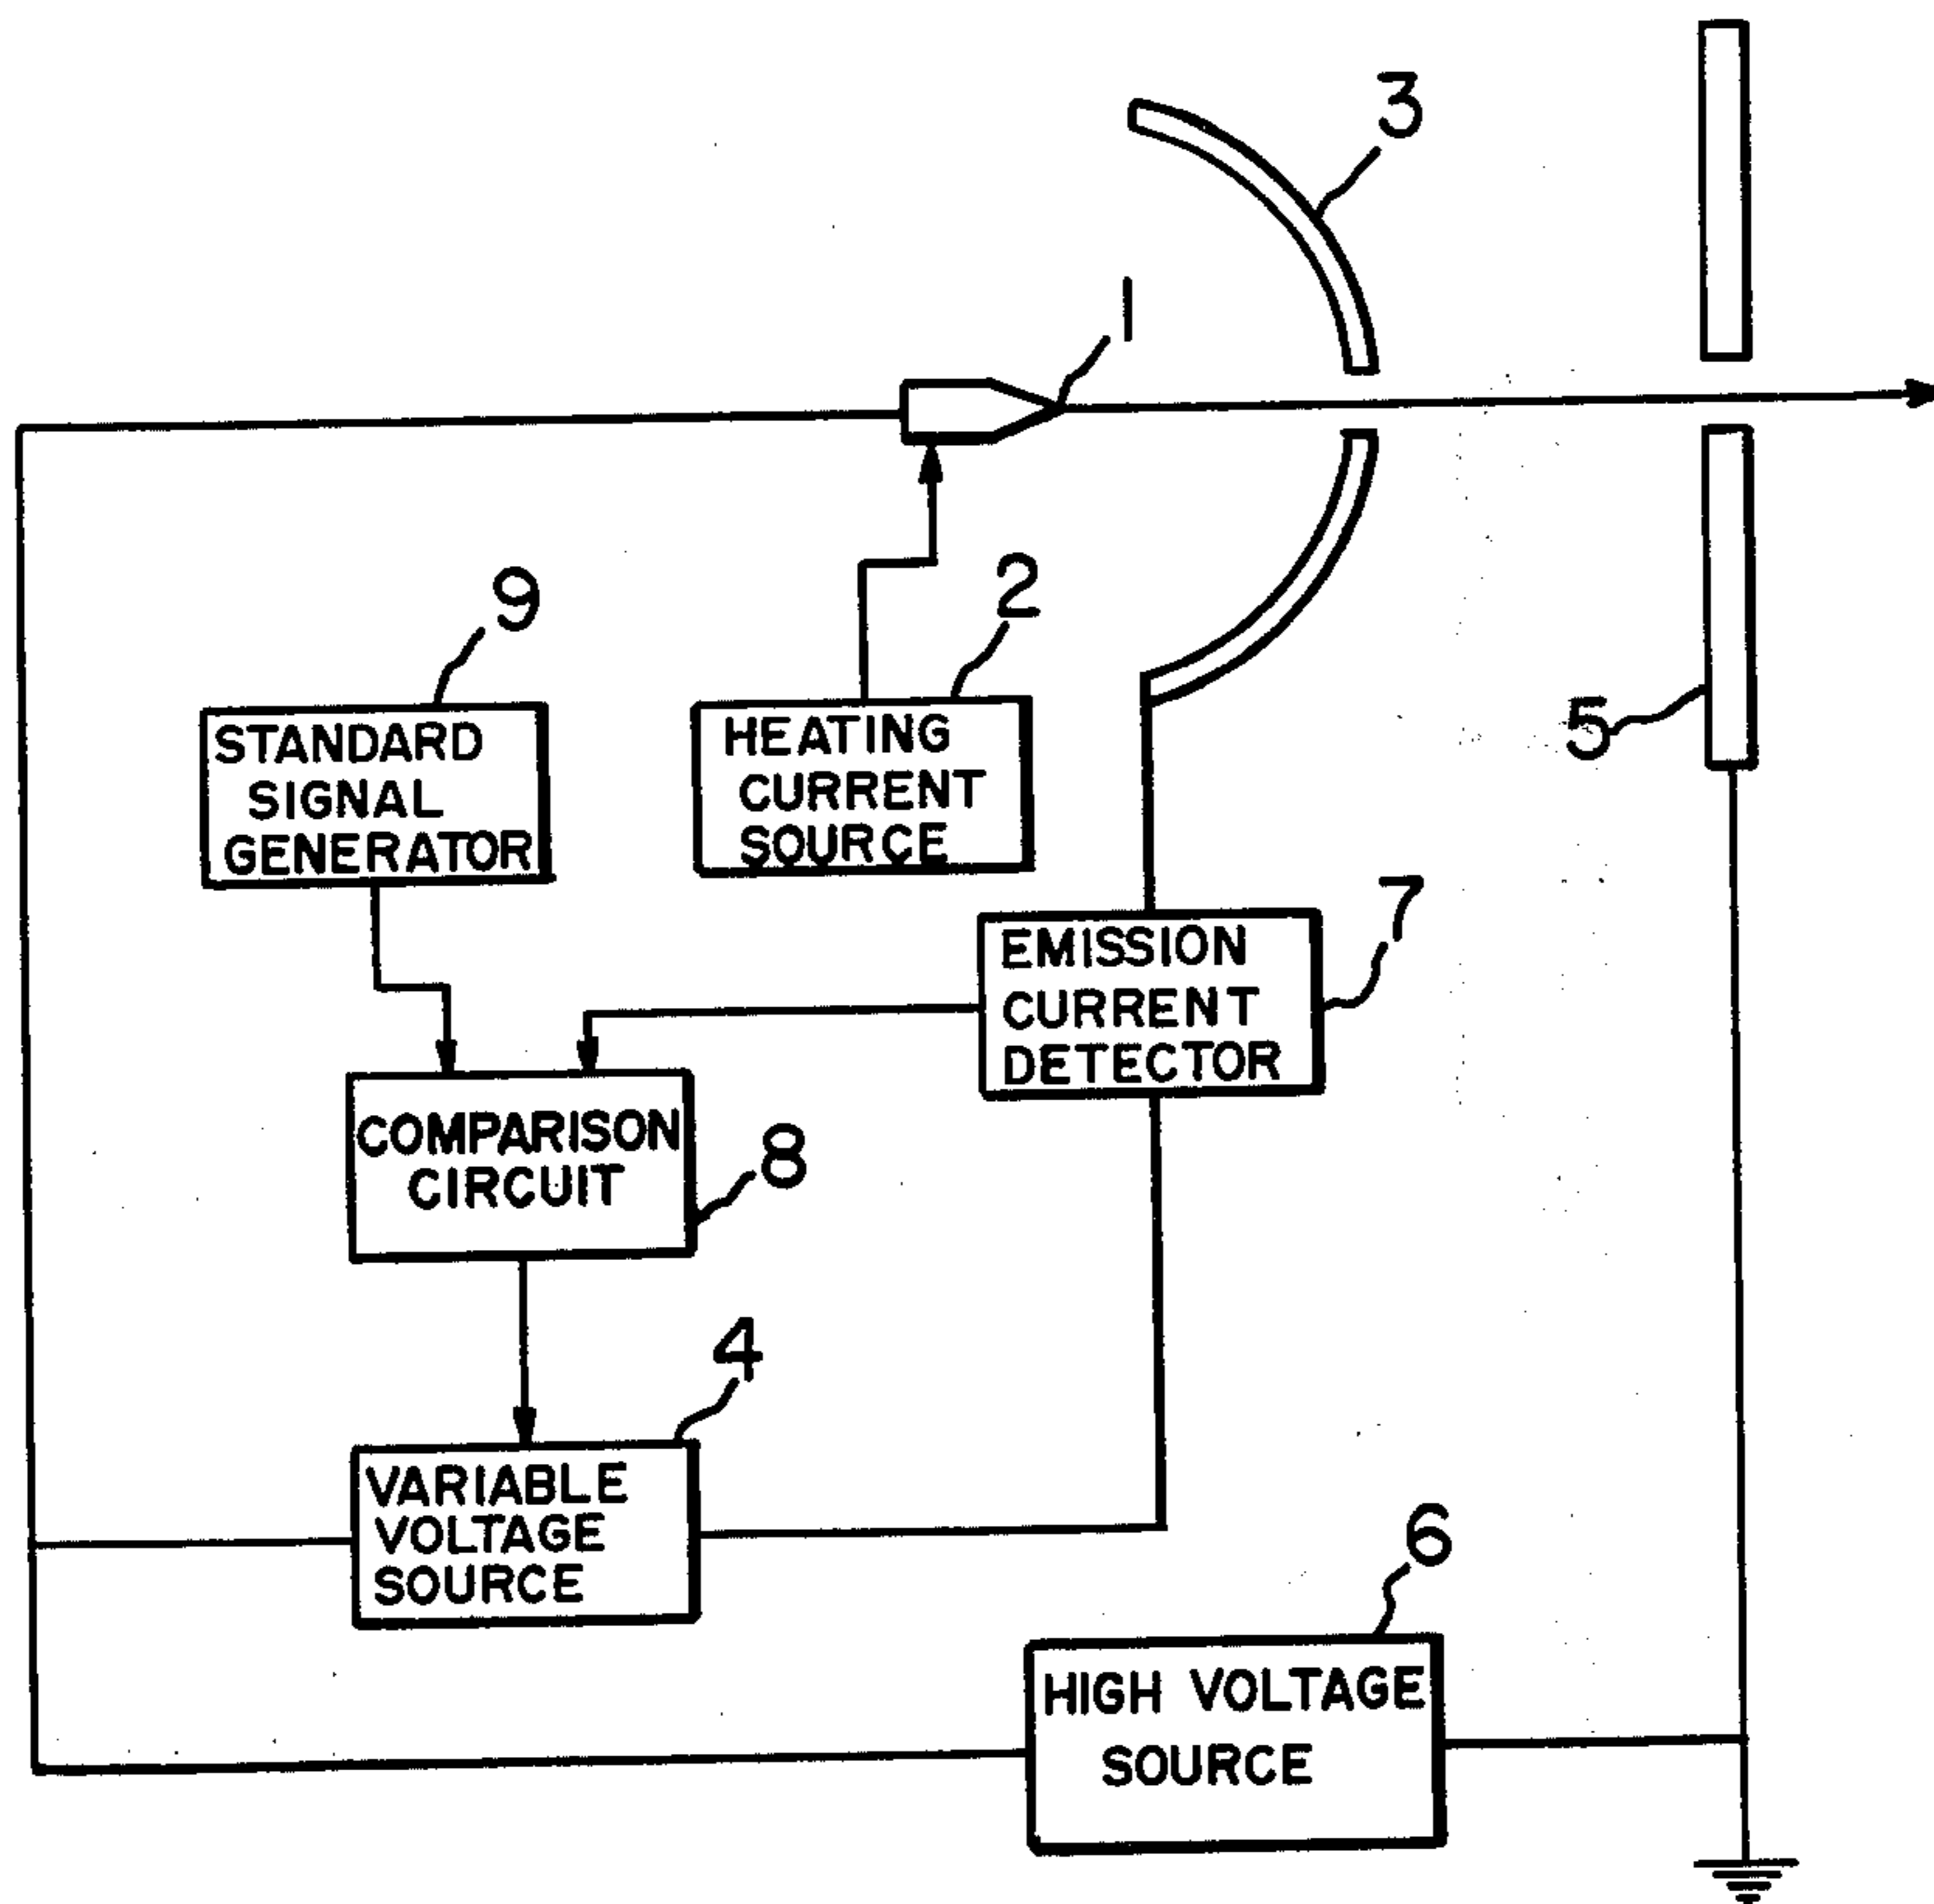 3
1
9
2
STANDARD
SIGNAL
GENERATOR
HEATING
CURRENT
SOURCE
5
7
EMISSION
CURRENT
DETECTOR
COMPARISON
CIRCUIT
8
4
VARIABLE
VOLTAGE
SOURCE
6
HIGH VOLTAGE
SOURCE